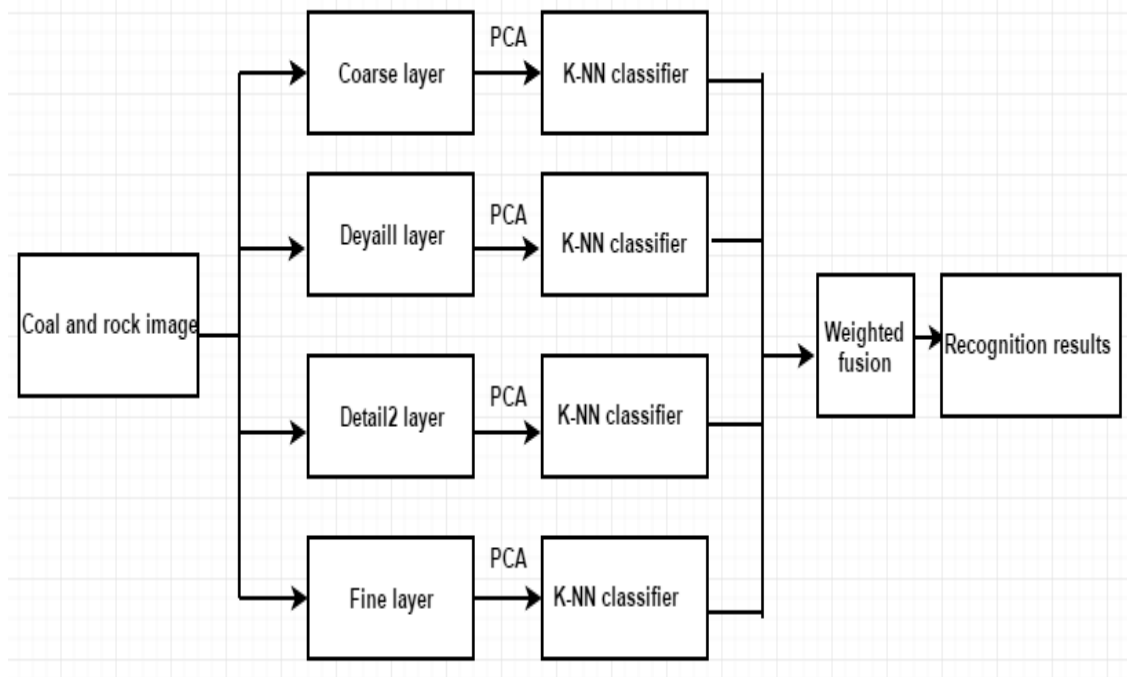 PCA
Coarse layer
K-NN classifier
PCA
Deyaill layer
K-NN classifier
Coal and rock image
Weighted
fusion
Recognition results
PCA
Detail2 layer
K-NN classifier
PCA
Fine layer
K-NN classifier